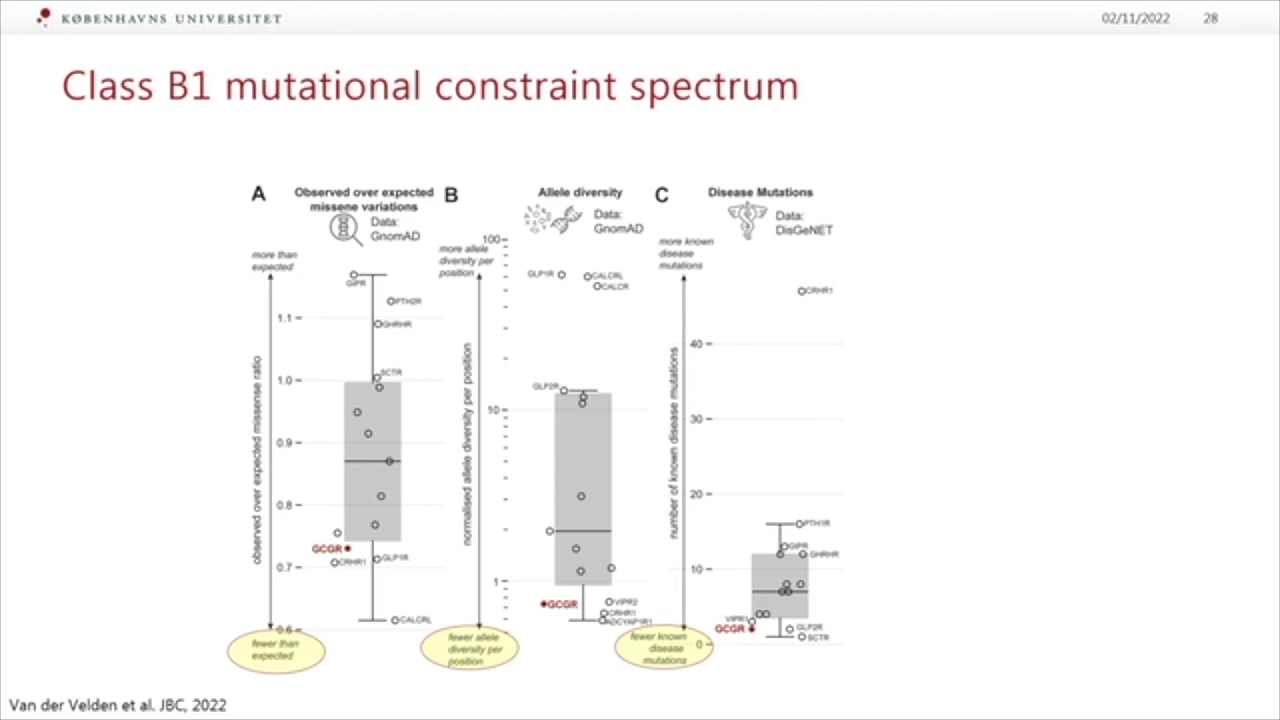 KØBENHAVNS UNIVERSITET
02/11/2022
28
Class B1 mutational constraint spectrum
A
Observed over expected
missene variations
Data:
GnomAD
more than
expected
observed over expected missense ratio
1.1
1.0
0.9
0.8
0.7
0.6
GIPR
PTH2R
GHRHR
SCTR
GCGR
CRHR1
GLP1R
CALCRL
fewer than
expected
B
Allele diversity
Data:
GnomAD
more allele
diversity per
position
normalised allele diversity per position
100
10
1
GLP1R
CALCRL
CALCR
GLP2R
GCGR
VIPR2
CRHR1
ADCYAP1R1
fewer allele
diversity per
position
C
Disease Mutations
Data:
DisGeNET
more known
disease
mutations
number of known disease mutations
40
30
20
10
0
CRHR1
PTH1R
GIPR
GHRHR
VIPR1
GCGR
GLP2R
SCTR
fewer known
disease
mutations
Van der Velden et al. JBC, 2022